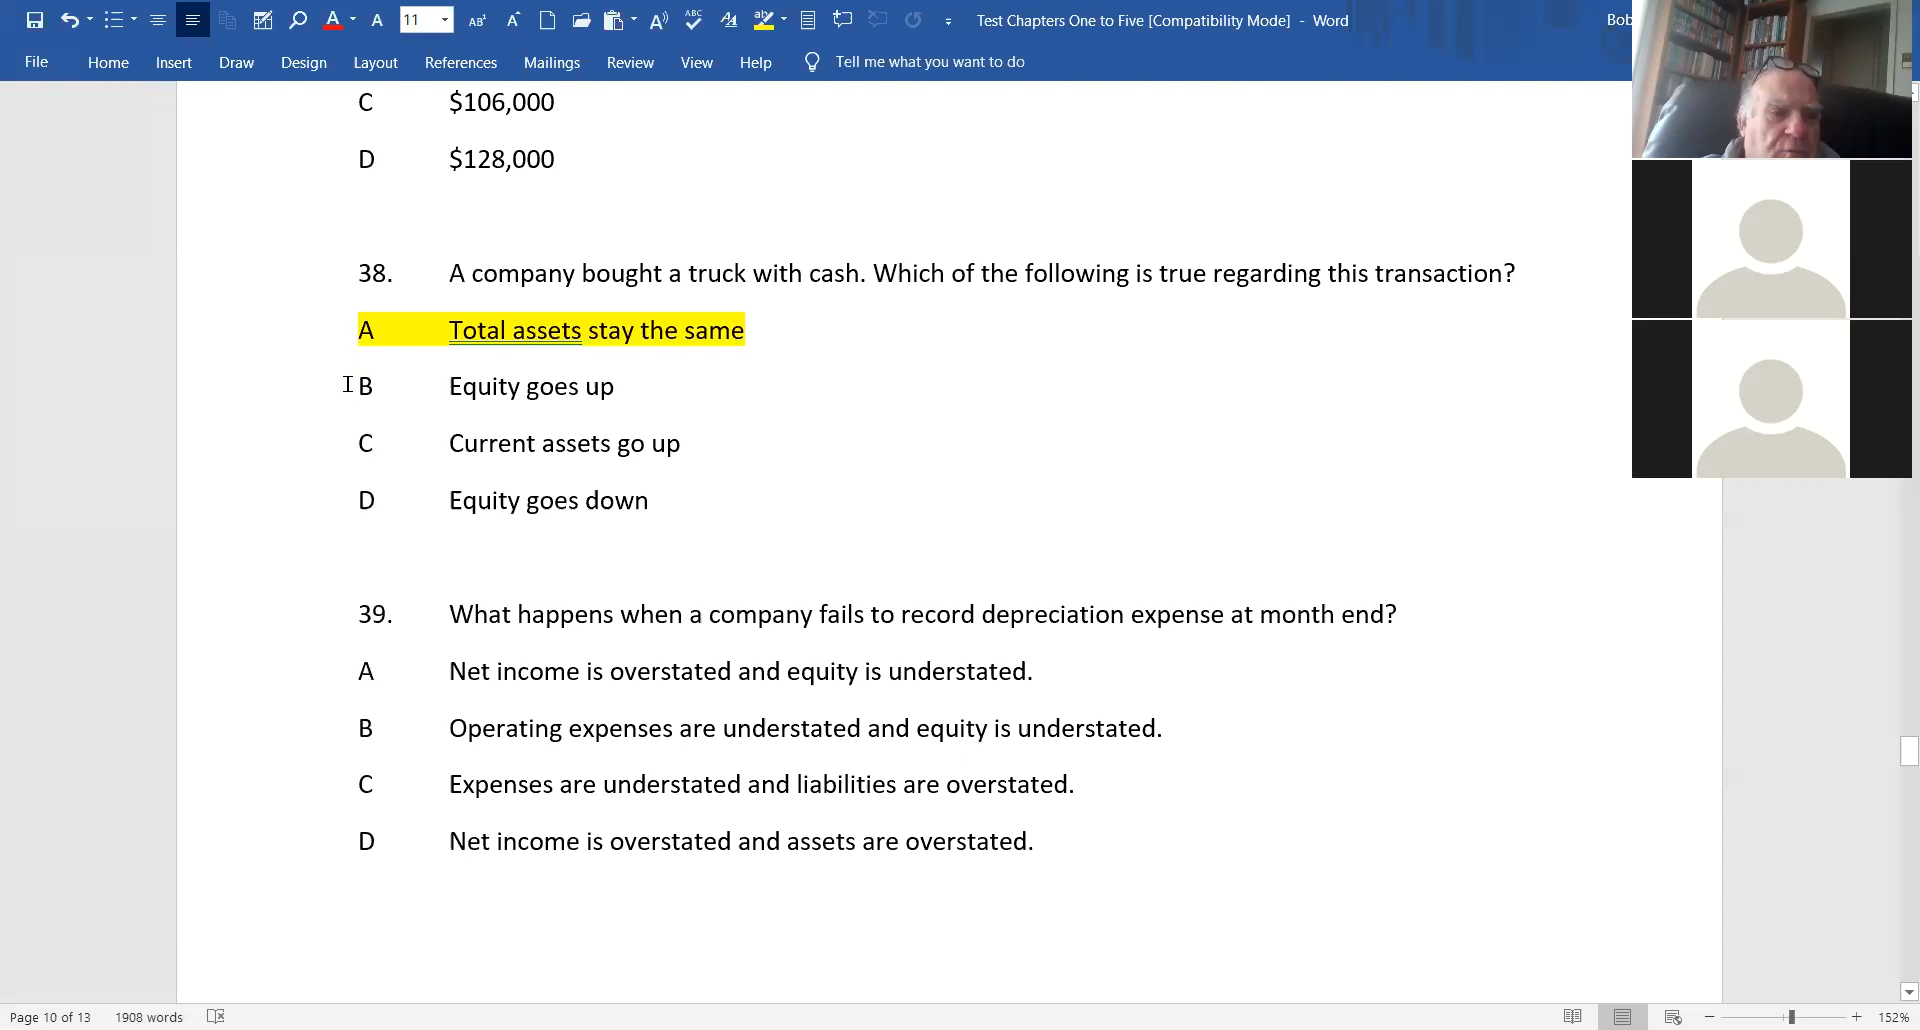 11
Test Chapters One to Five [Compatibility Mode] - Word
Bob
File Home Insert Draw Design Layout References Mailings Review View Help Tell me what you want to do
C $106,000
D $128,000
38. A company bought a truck with cash. Which of the following is true regarding this transaction?
A Total assets stay the same
B Equity goes up
C Current assets go up
D Equity goes down
39. What happens when a company fails to record depreciation expense at month end?
A Net income is overstated and equity is understated.
B Operating expenses are understated and equity is understated.
C Expenses are understated and liabilities are overstated.
D Net income is overstated and assets are overstated.
Page 10 of 13 1908 words 152%